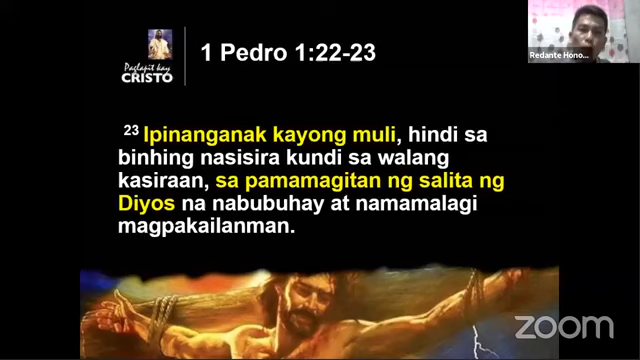 1 Pedro 1:22-23
Redante Hono...
Paglapit kay
CRISTO
23 Ipinanganak kayong muli, hindi sa
binhing nasisira kundi sa walang
kasiraan, sa pamamagitan ng salita ng
Diyos na nabubuhay at namamalagi
magpakailanman.
zoom